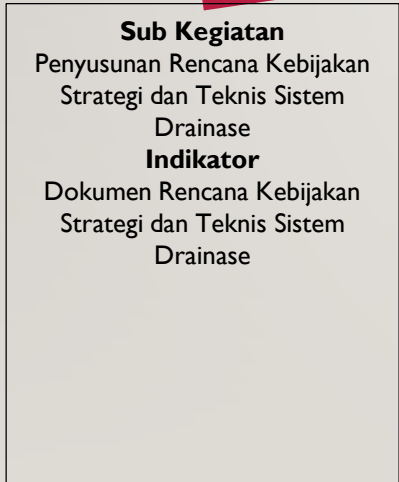 Sub Kegiatan
Penyusunan Rencana Kebijakan
Strategi dan Teknis Sistem
Drainase
Indikator
Dokumen Rencana Kebijakan
Strategi dan Teknis Sistem
Drainase